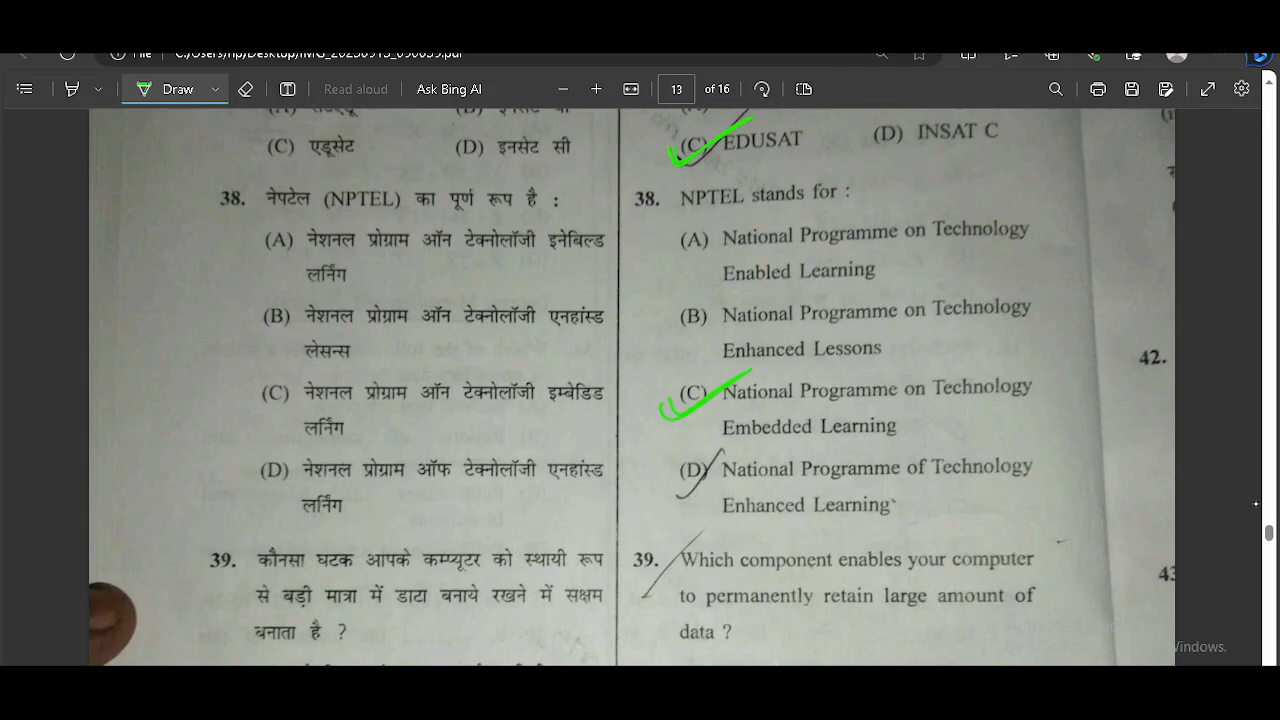 Draw
Read aloud
Ask Bing AI
13 of 16
(C) एडूसेट (D) इनसेट सी
38. नेपटेल (NPTEL) का पूर्ण रूप है :
(A) नेशनल प्रोग्राम ऑन टेक्नोलॉजी इनेबिल्ड
लर्निंग
(B) नेशनल प्रोग्राम ऑन टेक्नोलॉजी एनहांस्ड
लेसन्स
(C) नेशनल प्रोग्राम ऑन टेक्नोलॉजी इम्बेडिड
लर्निंग
(D) नेशनल प्रोग्राम ऑफ टेक्नोलॉजी एनहांस्ड
लर्निंग
39. कौनसा घटक आपके कम्प्यूटर को स्थायी रूप
से बड़ी मात्रा में डाटा बनाये रखने में सक्षम
बनाता है ?
(C) EDUSAT (D) INSAT C
38. NPTEL stands for :
(A) National Programme on Technology
Enabled Learning
(B) National Programme on Technology
Enhanced Lessons
(C) National Programme on Technology
Embedded Learning
(D) National Programme of Technology
Enhanced Learning
39. Which component enables your computer
to permanently retain large amount of
data ?
42.